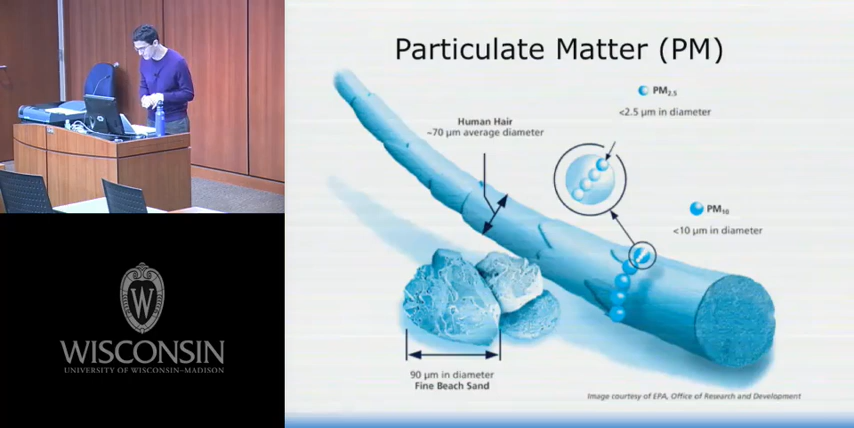 Particulate Matter (PM)
PM2.5
<2.5 µm in diameter
Human Hair
~70 µm average diameter
PM10
<10 µm in diameter
90 µm in diameter
Fine Beach Sand
Image courtesy of EPA, Office of Research and Development
W
WISCONSIN
UNIVERSITY OF WISCONSIN–MADISON